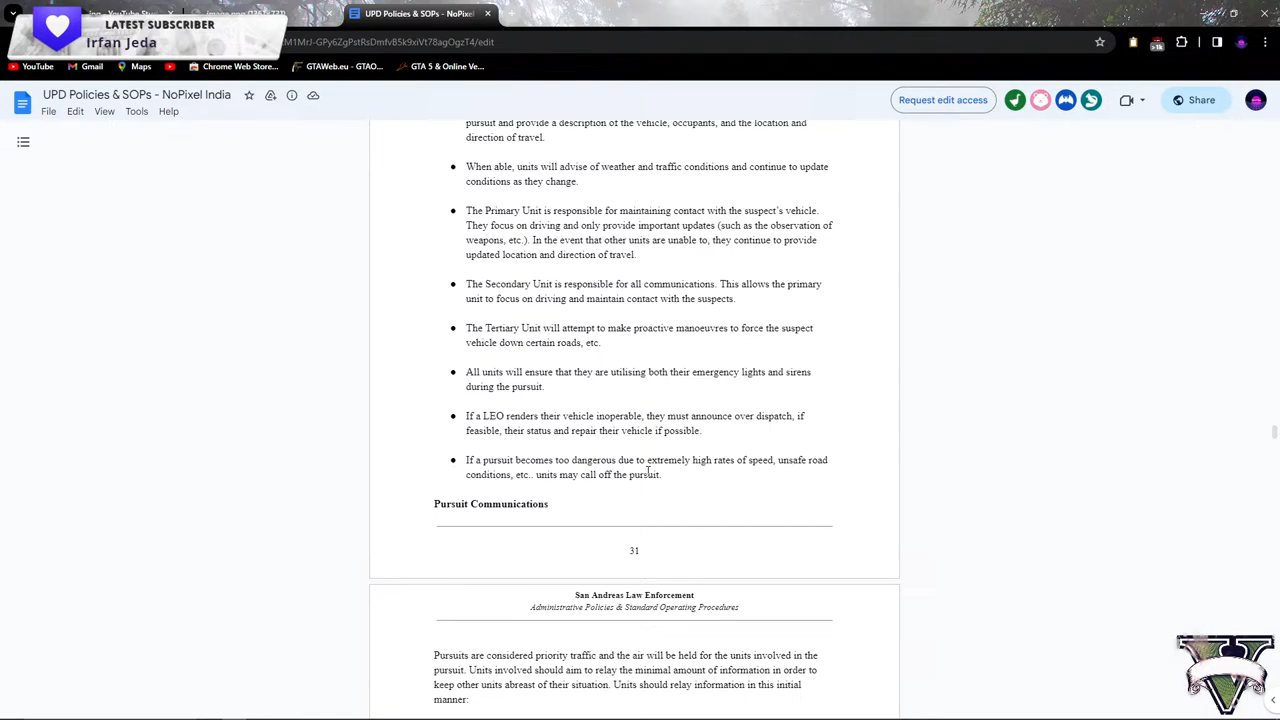 LATEST SUBSCRIBER
Irfan Jeda
UPD Policies & SOPs - NoPixel
M1MrJ-GPy6ZgPstRsDmfvB5k9xiVt78agOgzT4/edit
YouTube
Gmail
Maps
Chrome Web Store...
GTAWeb.eu - GTAO...
GTA 5 & Online Ve...
UPD Policies & SOPs - NoPixel India
File Edit View Tools Help
Request edit access
Share
pursuit and provide a description of the vehicle, occupants, and the location and
direction of travel.
● When able, units will advise of weather and traffic conditions and continue to update
conditions as they change.
● The Primary Unit is responsible for maintaining contact with the suspect's vehicle.
They focus on driving and only provide important updates (such as the observation of
weapons, etc.). In the event that other units are unable to, they continue to provide
updated location and direction of travel.
● The Secondary Unit is responsible for all communications. This allows the primary
unit to focus on driving and maintain contact with the suspects.
● The Tertiary Unit will attempt to make proactive manoeuvres to force the suspect
vehicle down certain roads, etc.
● All units will ensure that they are utilising both their emergency lights and sirens
during the pursuit.
● If a LEO renders their vehicle inoperable, they must announce over dispatch, if
feasible, their status and repair their vehicle if possible.
● If a pursuit becomes too dangerous due to extremely high rates of speed, unsafe road
conditions, etc.. units may call off the pursuit.
Pursuit Communications
31
San Andreas Law Enforcement
Administrative Policies & Standard Operating Procedures
Pursuits are considered priority traffic and the air will be held for the units involved in the
pursuit. Units involved should aim to relay the minimal amount of information in order to
keep other units abreast of their situation. Units should relay information in this initial
manner:
V